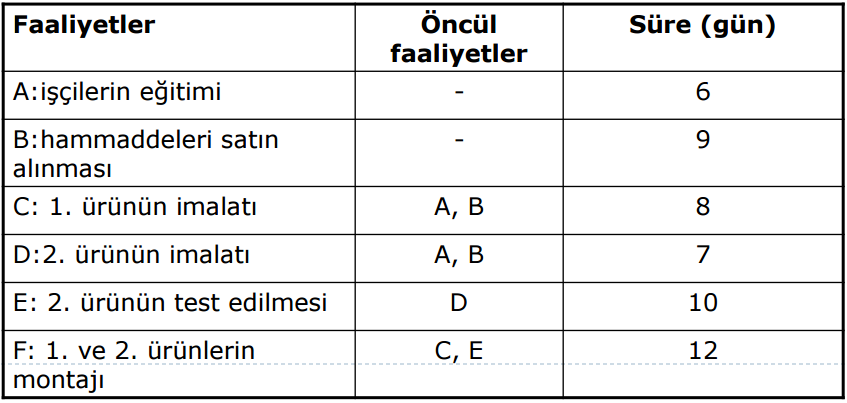 Faaliyetler Öncül faaliyetler Süre (gün)
A:işçilerin eğitimi - 6
B:hammaddeleri satın alınması - 9
C: 1. ürünün imalatı A, B 8
D:2. ürünün imalatı A, B 7
E: 2. ürünün test edilmesi D 10
F: 1. ve 2. ürünlerin montajı C, E 12